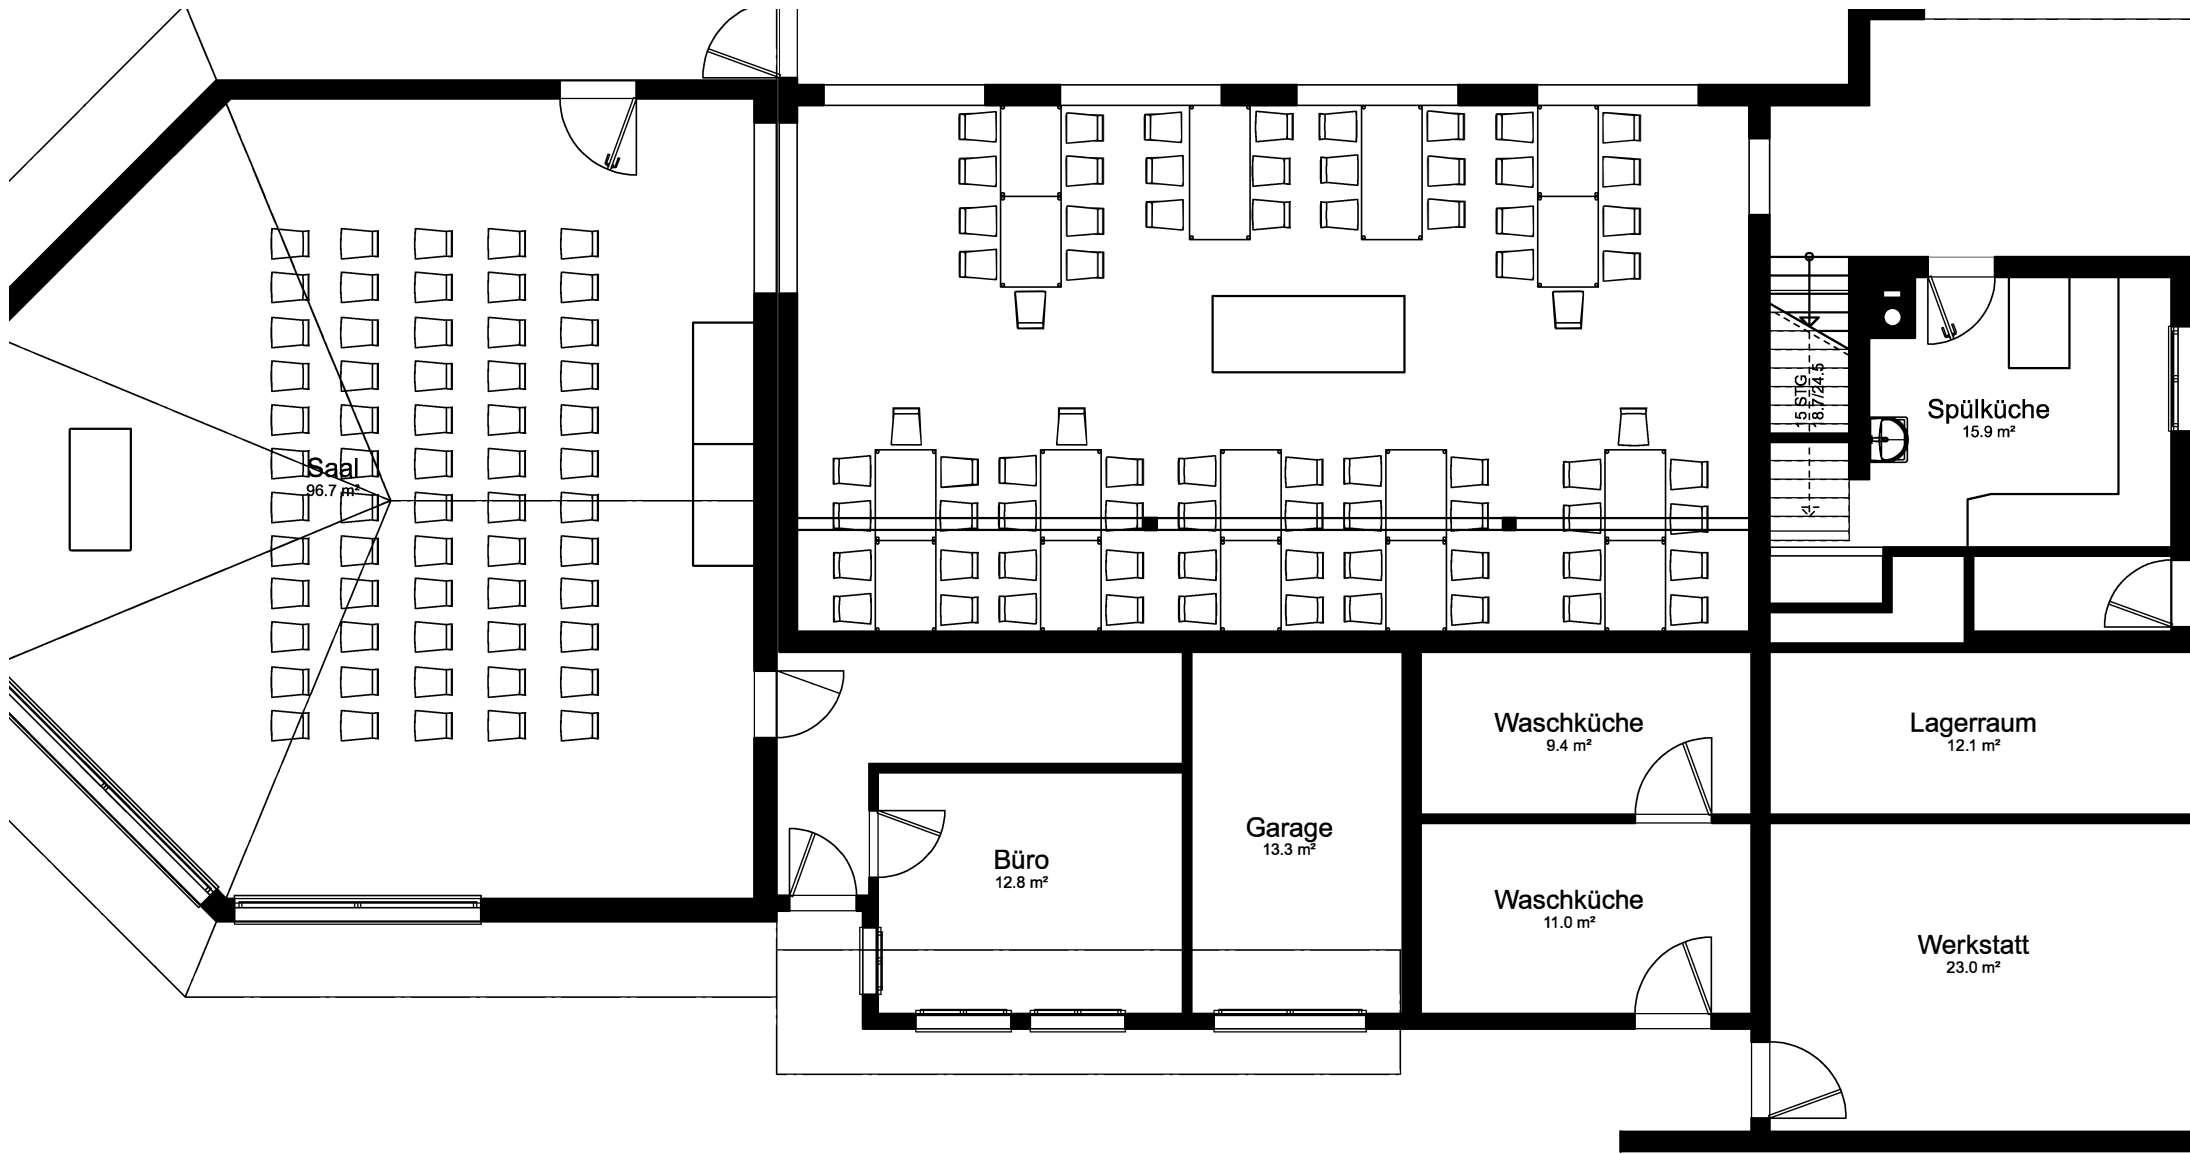 15 STG
18.7/24.5
Spülküche
15.9 m²
Saal
96.7 m²
Waschküche
9.4 m²
Lagerraum
12.1 m²
Garage
13.3 m²
Büro
12.8 m²
Waschküche
11.0 m²
Werkstatt
23.0 m²